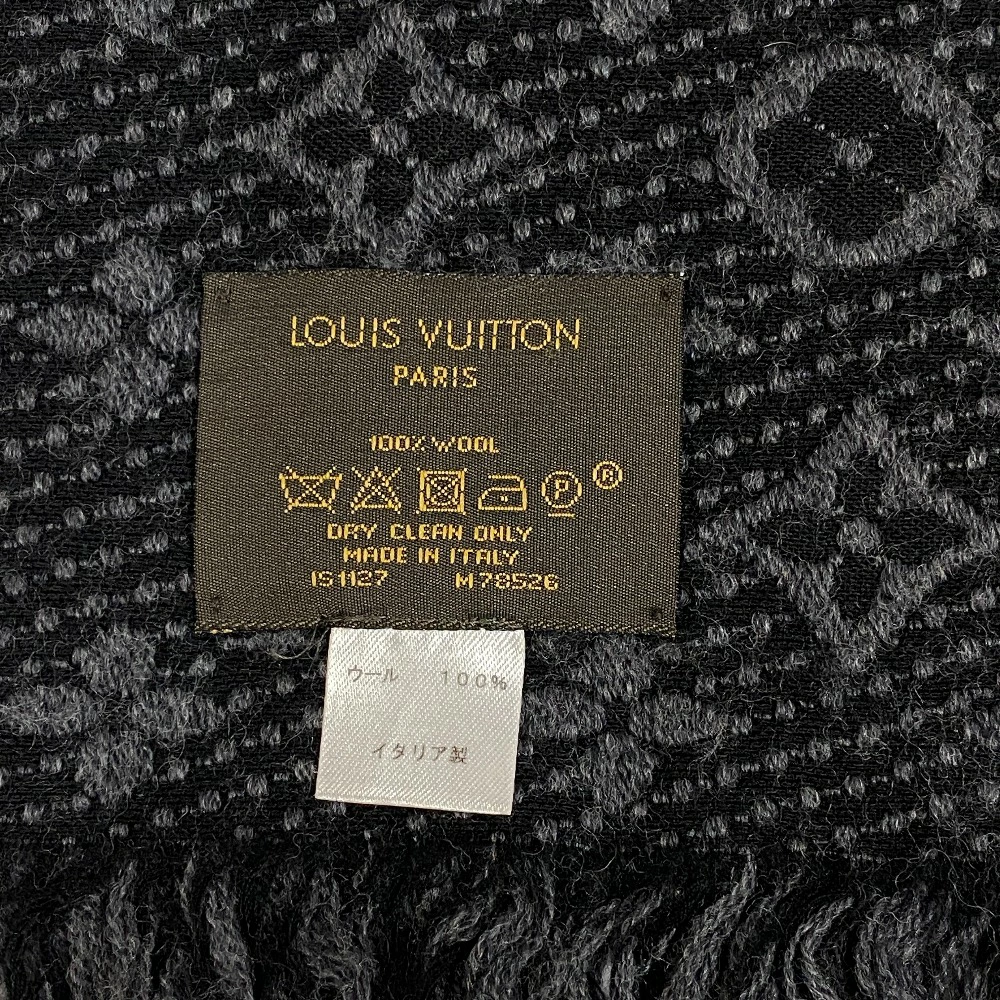 LOUIS VUITTON
PARIS
100% WOOL
P ®
DRY CLEAN ONLY
MADE IN ITALY
IS1127 M78526
ウール 100%
イタリア製